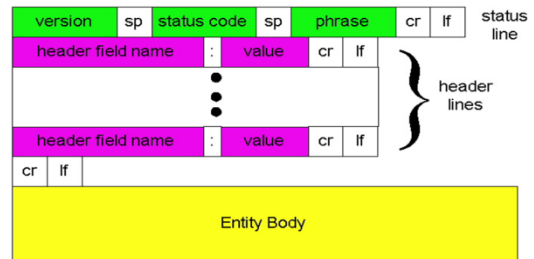 version sp status code sp phrase cr lf status line
header field name : value cr lf
header lines
header field name : value cr lf
cr lf
Entity Body